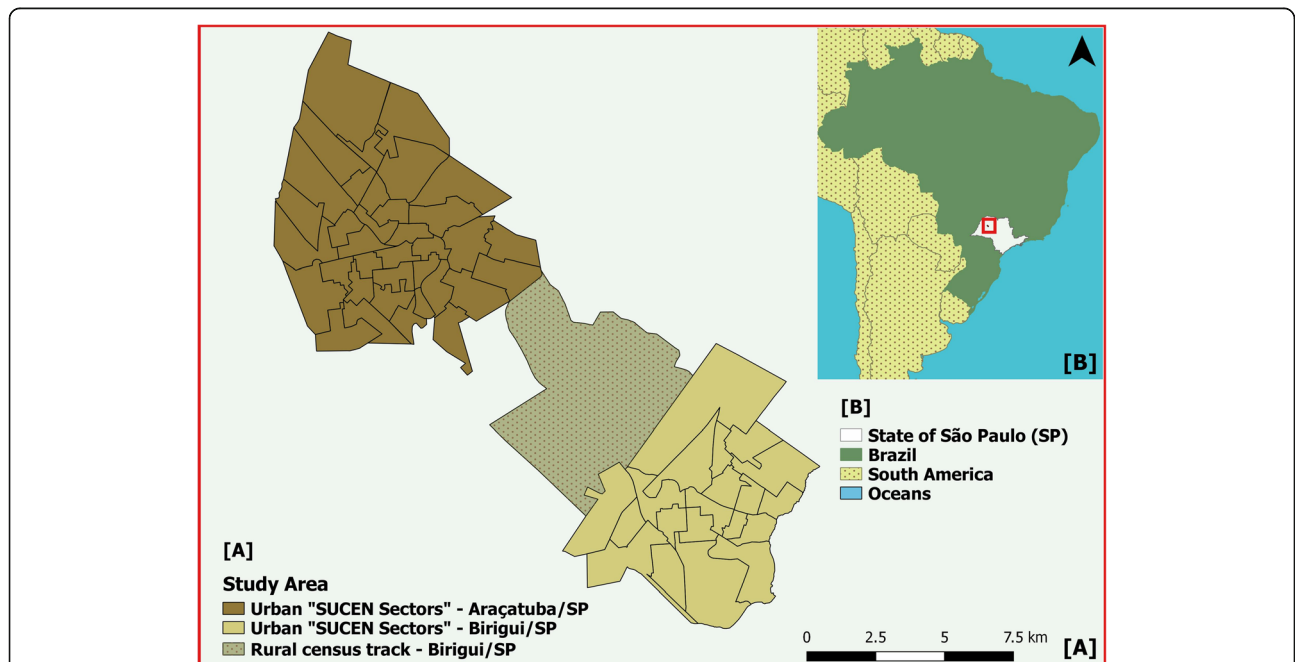 [B]
[B]
State of São Paulo (SP)
Brazil
South America
Oceans
[A]
Study Area
Urban "SUCEN Sectors" - Araçatuba/SP
Urban "SUCEN Sectors" - Birigui/SP
Rural census track - Birigui/SP
0 2.5 5 7.5 km
[A]